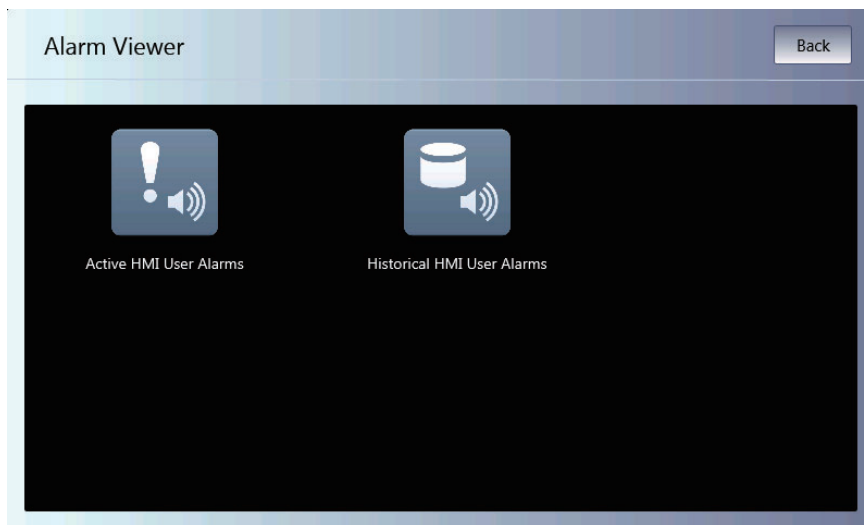 Alarm Viewer
Back
Active HMI User Alarms
Historical HMI User Alarms